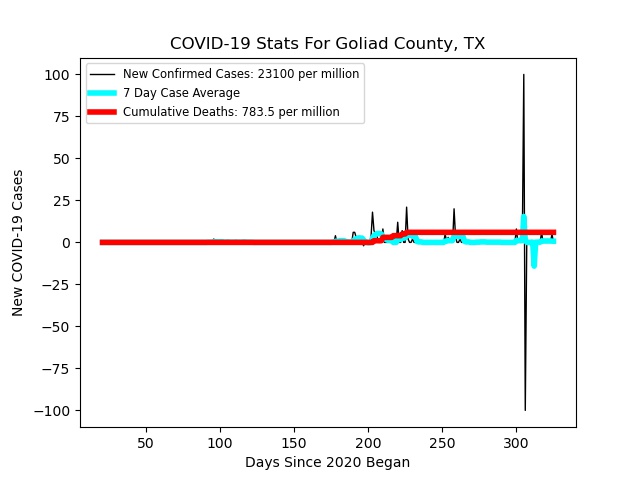 COVID-19 Stats For Goliad County, TX
New Confirmed Cases: 23100 per million
7 Day Case Average
Cumulative Deaths: 783.5 per million
New COVID-19 Cases
100
75
50
25
0
−25
−50
−75
−100
50 100 150 200 250 300
Days Since 2020 Began